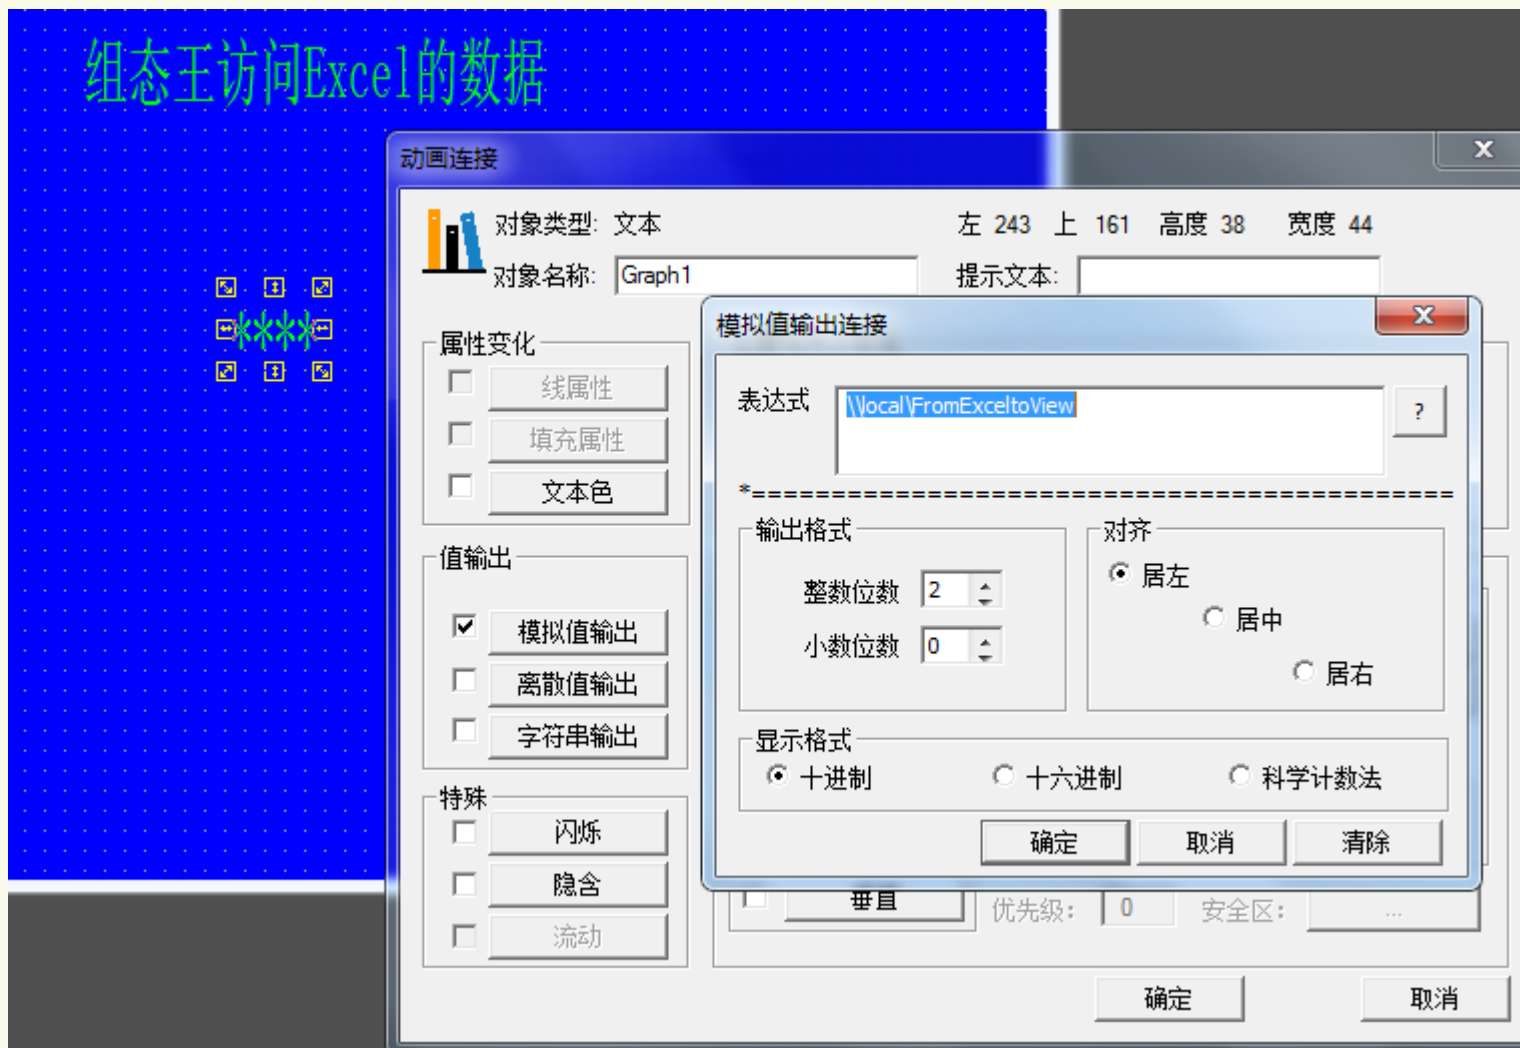 组态王访问Excel的数据
动画连接
对象类型: 文本 左 243 上 161 高度 38 宽度 44
对象名称: Graph1 提示文本:
属性变化
线属性
填充属性
文本色
值输出
模拟值输出
离散值输出
字符串输出
特殊
闪烁
隐含
流动
模拟值输出连接
表达式 \\local\FromExceltoView ?
*============================================
输出格式
整数位数 2
小数位数 0
对齐
居左
居中
居右
显示格式
十进制 十六进制 科学计数法
确定 取消 清除
垂直 优先级: 0 安全区: ...
确定 取消
****